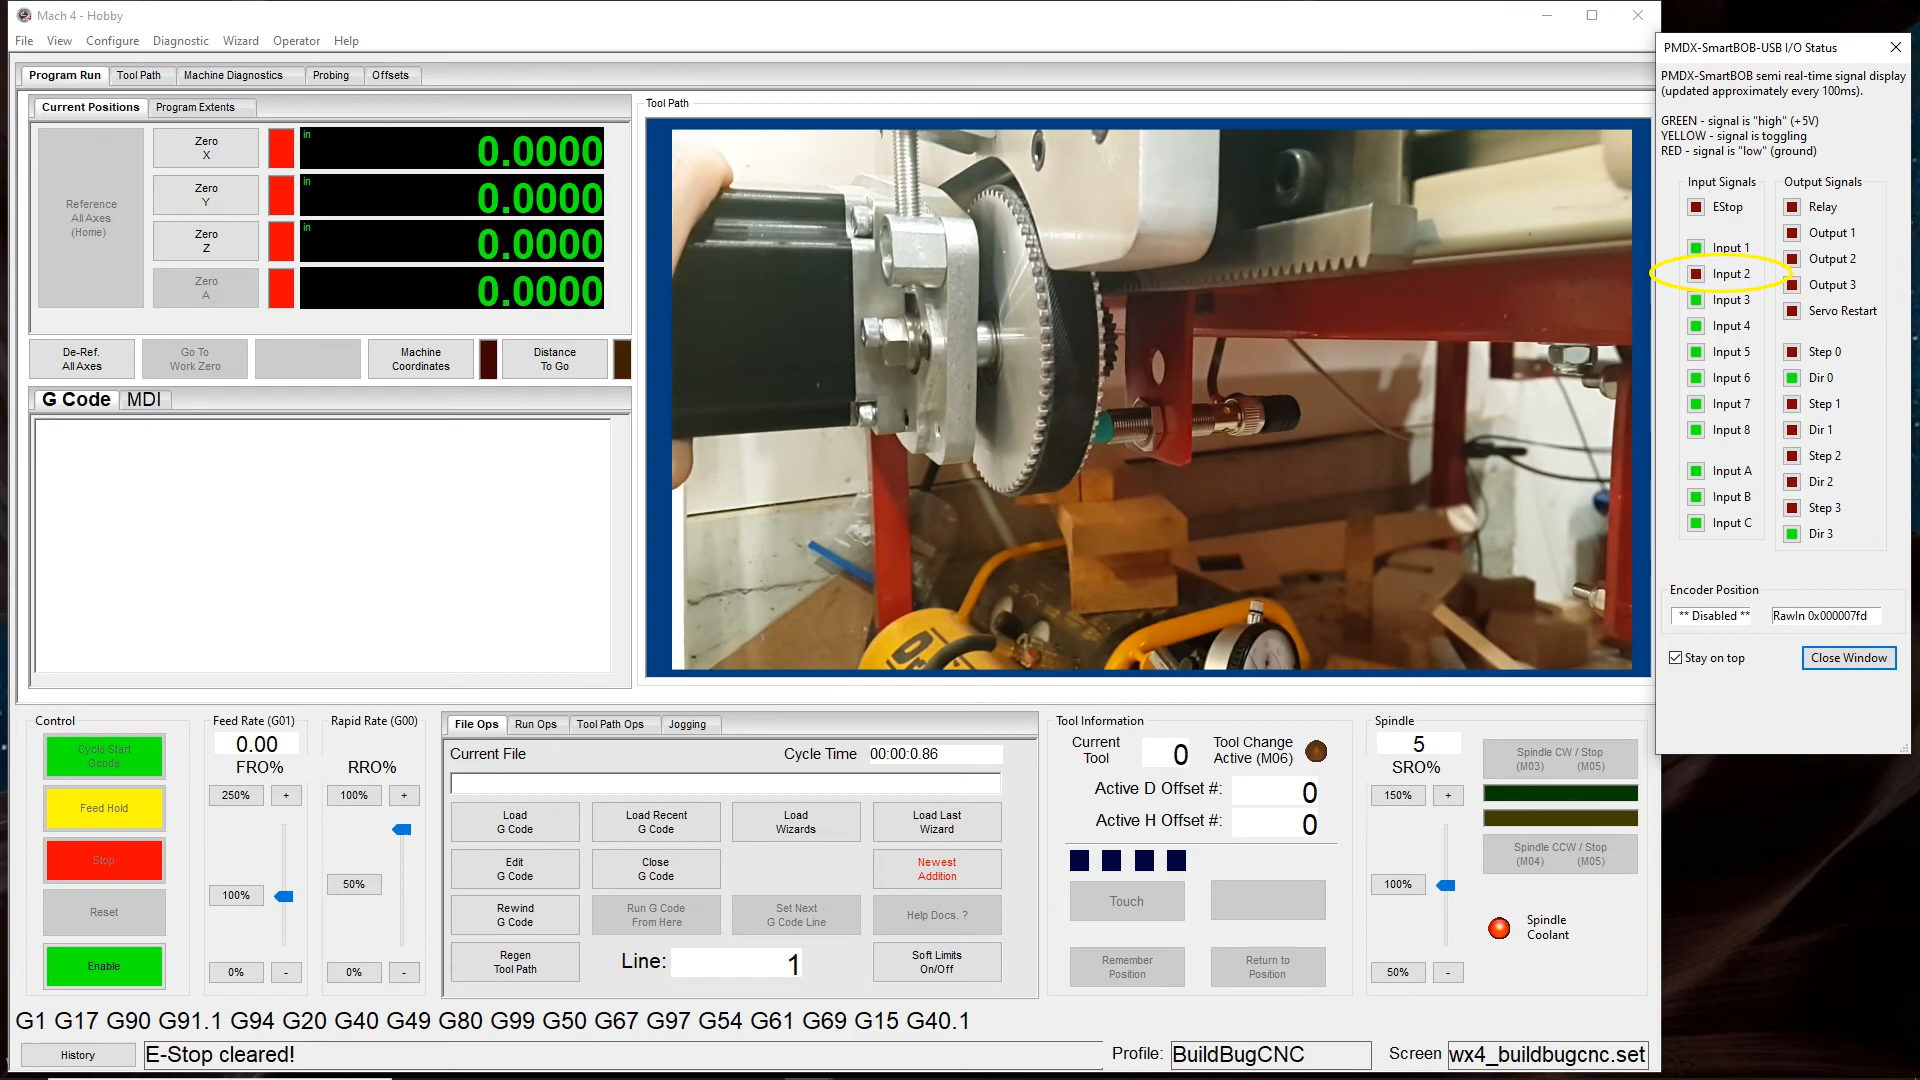 Mach 4 - Hobby
File View Configure Diagnostic Wizard Operator Help
Program Run Tool Path Machine Diagnostics Probing Offsets
Current Positions Program Extents
Reference
All Axes
(Home)
Zero
X
in
0.0000
Zero
Y
in
0.0000
Zero
Z
in
0.0000
Zero
A
0.0000
De-Ref.
All Axes
Go To
Work Zero
Machine
Coordinates
Distance
To Go
G Code MDI
Tool Path
Control
Cycle Start
Gcode
Feed Hold
Stop
Reset
Enable
Feed Rate (G01)
0.00
FRO%
250% +
100%
0% -
Rapid Rate (G00)
RRO%
100% +
50%
0% -
File Ops Run Ops Tool Path Ops Jogging
Current File
Cycle Time 00:00:0.86
Load
G Code
Load Recent
G Code
Load
Wizards
Load Last
Wizard
Edit
G Code
Close
G Code
Newest
Addition
Rewind
G Code
Run G Code
From Here
Set Next
G Code Line
Help Docs. ?
Regen
Tool Path
Line: 1
Soft Limits
On/Off
Tool Information
Current
Tool
0
Tool Change
Active (M06)
Active D Offset #: 0
Active H Offset #: 0
Touch
Remember
Position
Return to
Position
Spindle
5
SRO%
150% +
100%
50% -
Spindle CW / Stop
(M03) (M05)
Spindle CCW / Stop
(M04) (M05)
Spindle
Coolant
G1 G17 G90 G91.1 G94 G20 G40 G49 G80 G99 G50 G67 G97 G54 G61 G69 G15 G40.1
History
E-Stop cleared!
Profile: BuildBugCNC
Screen wx4_buildbugcnc.set
PMDX-SmartBOB-USB I/O Status
PMDX-SmartBOB semi real-time signal display
(updated approximately every 100ms).
GREEN - signal is "high" (+5V)
YELLOW - signal is toggling
RED - signal is "low" (ground)
Input Signals
EStop
Input 1
Input 2
Input 3
Input 4
Input 5
Input 6
Input 7
Input 8
Input A
Input B
Input C
Output Signals
Relay
Output 1
Output 2
Output 3
Servo Restart
Step 0
Dir 0
Step 1
Dir 1
Step 2
Dir 2
Step 3
Dir 3
Encoder Position
** Disabled ** RawIn 0x000007fd
Stay on top
Close Window